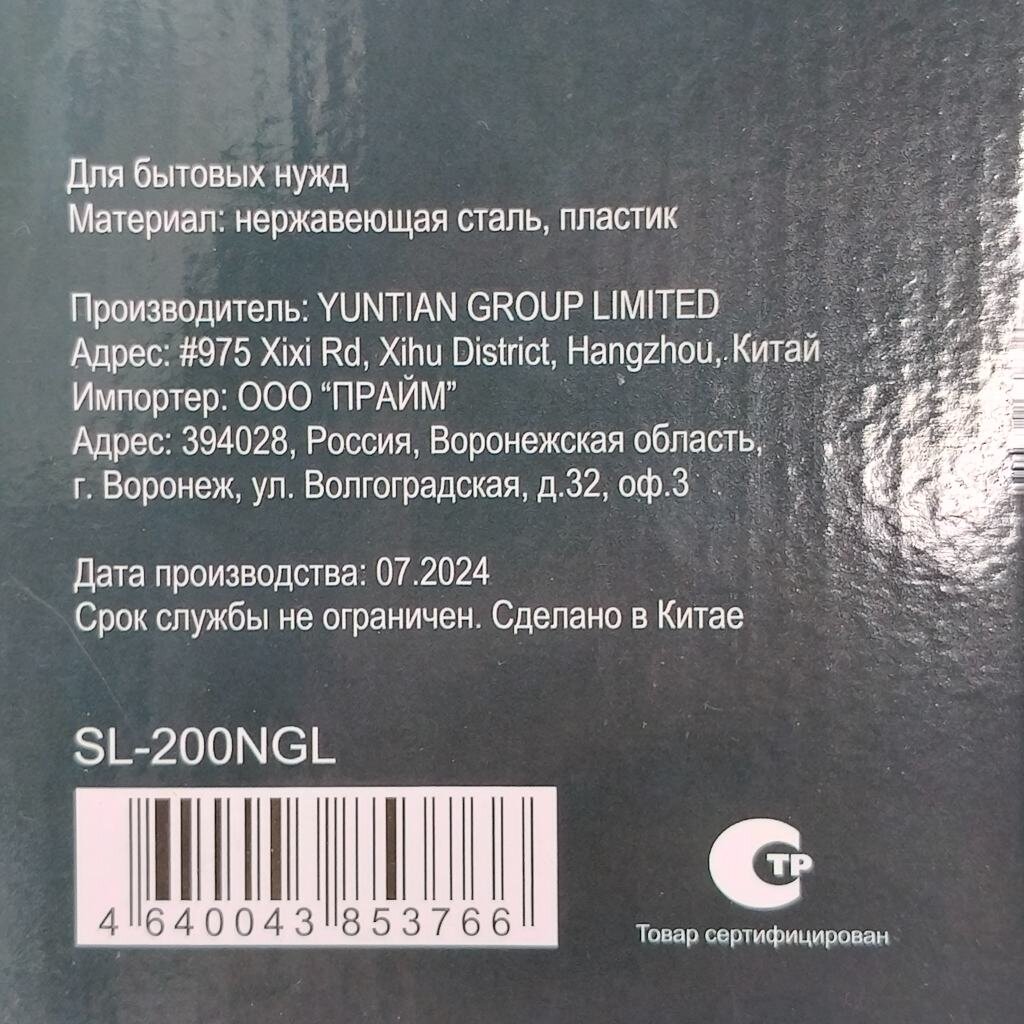 Для бытовых нужд
Материал: нержавеющая сталь, пластик
Производитель: YUNTIAN GROUP LIMITED
Адрес: #975 Xixi Rd, Xihu District, Hangzhou, Китай
Импортер: ООО “ПРАЙМ”
Адрес: 394028, Россия, Воронежская область,
г. Воронеж, ул. Волгоградская, д.32, оф.3
Дата производства: 07.2024
Срок службы не ограничен. Сделано в Китае
SL-200NGL
4 640043 853766
СТР
Товар сертифицирован